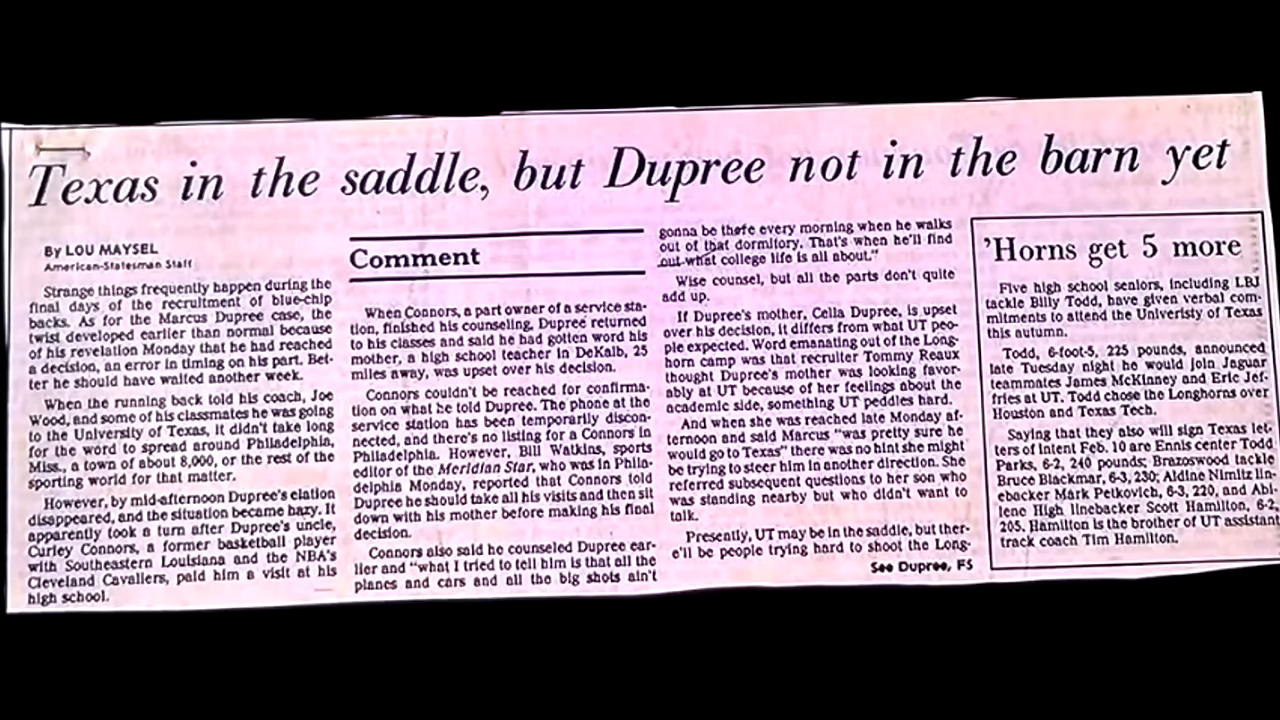 Texas in the saddle, but Dupree not in the barn yet
By LOU MAYSEL
American-Statesman Staff
Strange things frequently happen during the
final days of the recruitment of blue-chip
backs. As for the Marcus Dupree case, the
twist developed earlier than normal because
of his revelation Monday that he had reached
a decision, an error in timing on his part. Bet-
ter he should have waited another week.
When the running back told his coach, Joe
Wood, and some of his classmates he was going
to the University of Texas, it didn't take long
for the word to spread around Philadelphia,
Miss., a town of about 8,000, or the rest of the
sporting world for that matter.
However, by mid-afternoon Dupree's elation
disappeared, and the situation became hazy. It
apparently took a turn after Dupree's uncle,
Curley Connors, a former basketball player
with Southeastern Louisiana and the NBA's
Cleveland Cavaliers, paid him a visit at his
high school.
Comment
When Connors, a part owner of a service sta-
tion, finished his counseling, Dupree returned
to his classes and said he had gotten word his
mother, a high school teacher in DeKalb, 25
miles away, was upset over his decision.
Connors couldn't be reached for confirma-
tion on what he told Dupree. The phone at the
service station has been temporarily discon-
nected, and there's no listing for a Connors in
Philadelphia. However, Bill Watkins, sports
editor of the Meridian Star, who was in Phila-
delphia Monday, reported that Connors told
Dupree he should take all his visits and then sit
down with his mother before making his final
decision.
Connors also said he counseled Dupree ear-
lier and "what I tried to tell him is that all the
planes and cars and all the big shots ain't
gonna be there every morning when he walks
out of that dormitory. That's when he'll find
out what college life is all about."
Wise counsel, but all the parts don't quite
add up.
If Dupree's mother, Cella Dupree, is upset
over his decision, it differs from what UT peo-
ple expected. Word emanating out of the Long-
horn camp was that recruiter Tommy Reaux
thought Dupree's mother was looking favor-
ably at UT because of her feelings about the
academic side, something UT peddles hard.
And when she was reached late Monday af-
ternoon and said Marcus "was pretty sure he
would go to Texas" there was no hint she might
be trying to steer him in another direction. She
referred subsequent questions to her son who
was standing nearby but who didn't want to
talk.
Presently, UT may be in the saddle, but ther-
e'll be people trying hard to shoot the Long-
See Dupree, F5
'Horns get 5 more
Five high school seniors, including LBJ
tackle Billy Todd, have given verbal com-
mitments to attend the Univeristy of Texas
this autumn.
Todd, 6-foot-5, 225 pounds, announced
late Tuesday night he would join Jaguar
teammates James McKinney and Eric Jef-
fries at UT. Todd chose the Longhorns over
Houston and Texas Tech.
Saying that they also will sign Texas let-
ters of intent Feb. 10 are Ennis center Todd
Parks, 6-2, 240 pounds; Brazoswood tackle
Bruce Blackmar, 6-3, 230; Aldine Nimitz lin-
ebacker Mark Petkovich, 6-3, 220, and Abi-
lene High linebacker Scott Hamilton, 6-2,
205. Hamilton is the brother of UT assistant
track coach Tim Hamilton.